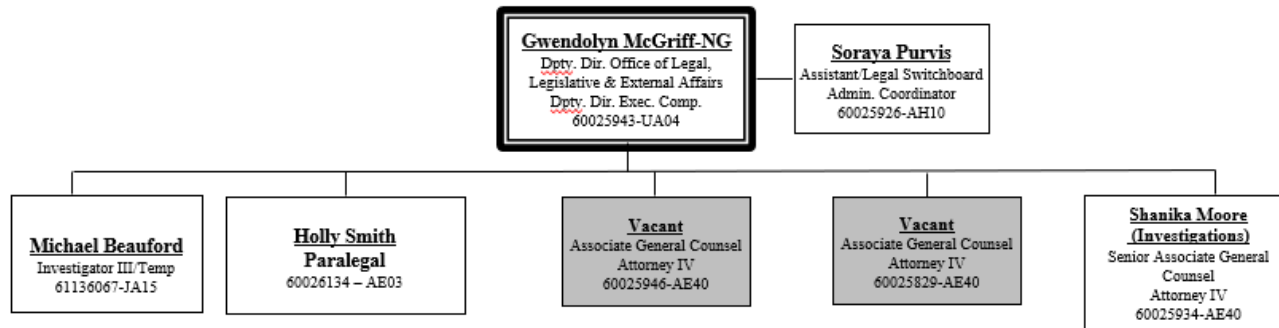 Gwendolyn McGriff-NG
Dpty. Dir. Office of Legal,
Legislative & External Affairs
Dpty. Dir. Exec. Comp.
60025943-UA04
Soraya Purvis
Assistant/Legal Switchboard
Admin. Coordinator
60025926-AH10
Michael Beauford
Investigator III/Temp
61136067-JA15
Holly Smith
Paralegal
60026134 – AE03
Vacant
Associate General Counsel
Attorney IV
60025946-AE40
Vacant
Associate General Counsel
Attorney IV
60025829-AE40
Shanika Moore
(Investigations)
Senior Associate General
Counsel
Attorney IV
60025934-AE40